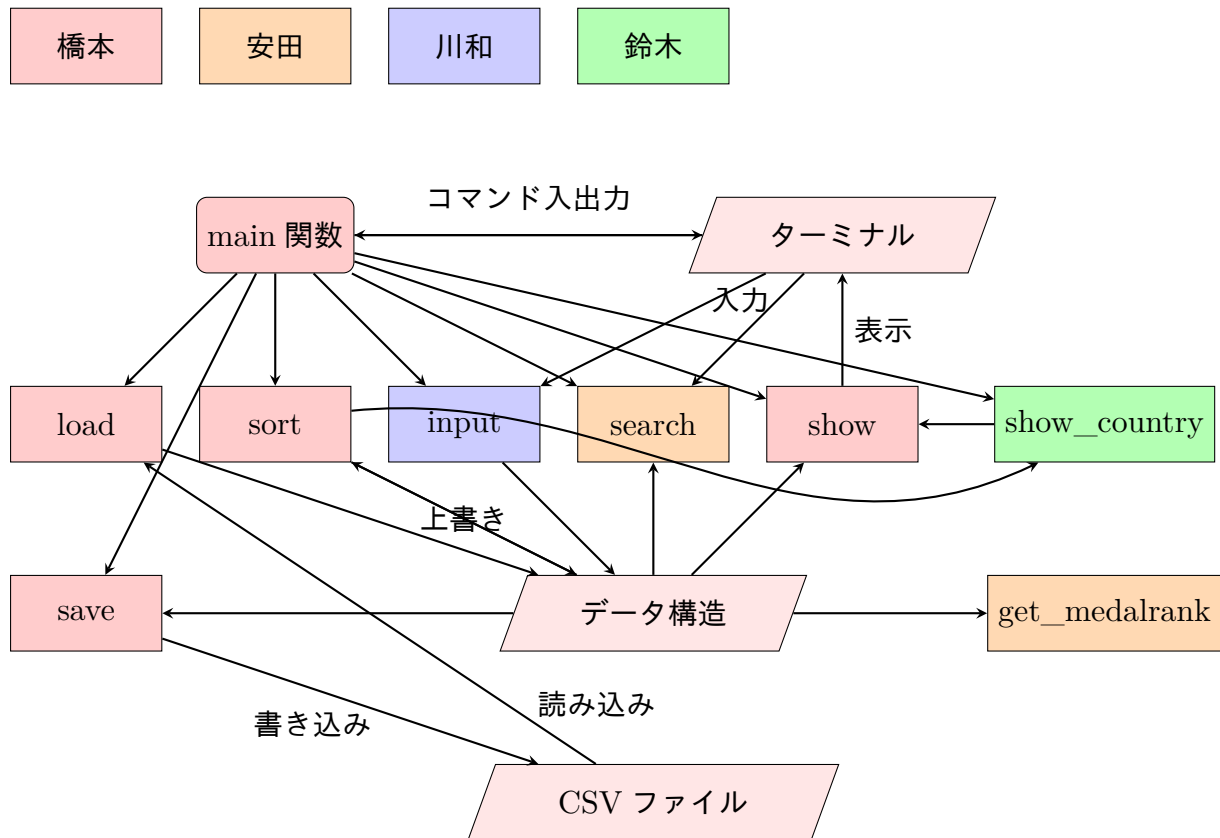 橋本
安田
川和
鈴木
コマンド入出力
main 関数
ターミナル
入力
表示
load
sort
input
search
show
show_country
上書き
save
データ構造
get_medalrank
読み込み
書き込み
CSV ファイル